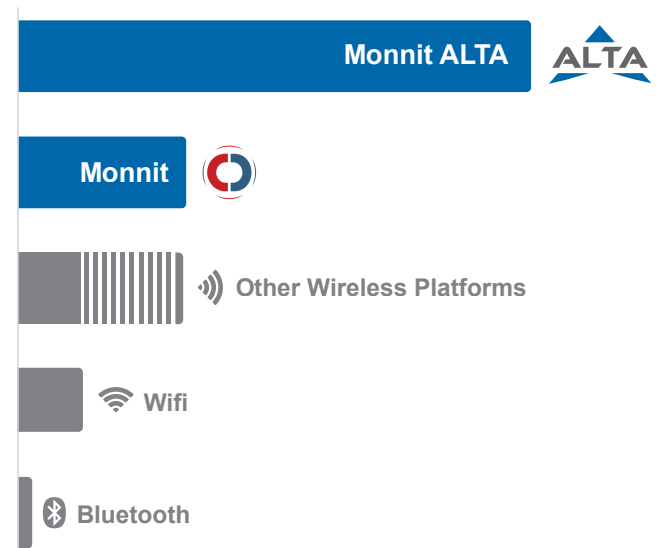 Monnit ALTA
ALTA
Monnit
Other Wireless Platforms
Wifi
Bluetooth